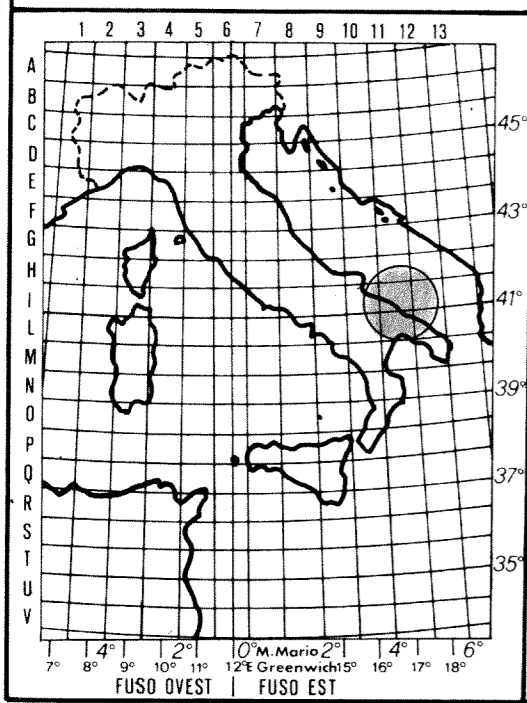 1 2 3 4 5 6 7 8 9 10 11 12 13
A
B
C 45°
D
E
F 43°
G
H
I 41°
L
M
N 39°
O
P
Q 37°
R
S
T 35°
U
V
4° 2° 0° M.Mario 2° 4° 6°
7° 8° 9° 10° 11° 12° E Greenwich 15° 16° 17° 18°
FUSO OVEST | FUSO EST